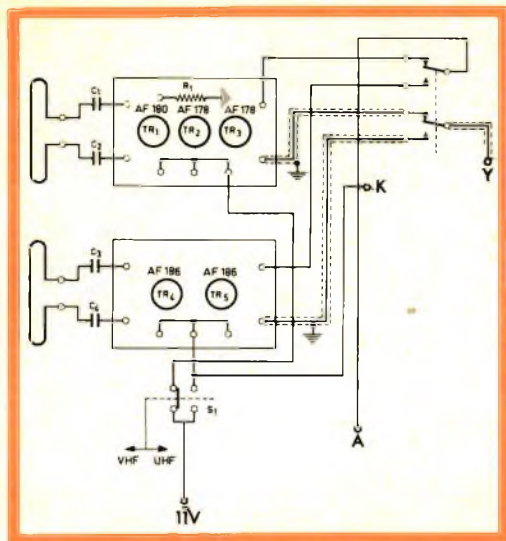 C1
R1
AF 180 AF 178 AF 178
TR1 TR2 TR3
C2
Y
K
C3
AF 186 AF 186
TR4 TR5
C4
S1
VHF UHF
A
11V